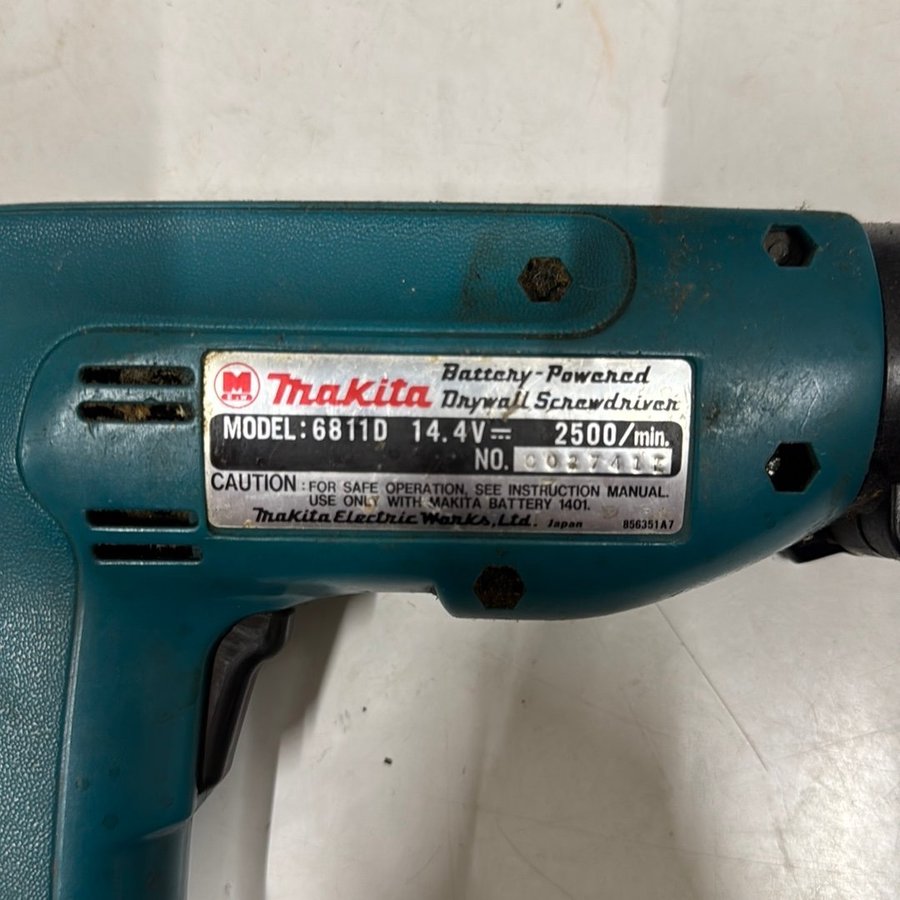 M
makita Battery-Powered
Drywall Screwdriver
MODEL: 6811D 14.4V⎓ 2500/min.
NO.
CAUTION : FOR SAFE OPERATION, SEE INSTRUCTION MANUAL.
USE ONLY WITH MAKITA BATTERY 1401.
Makita Electric Works, Ltd. Japan 856351A7